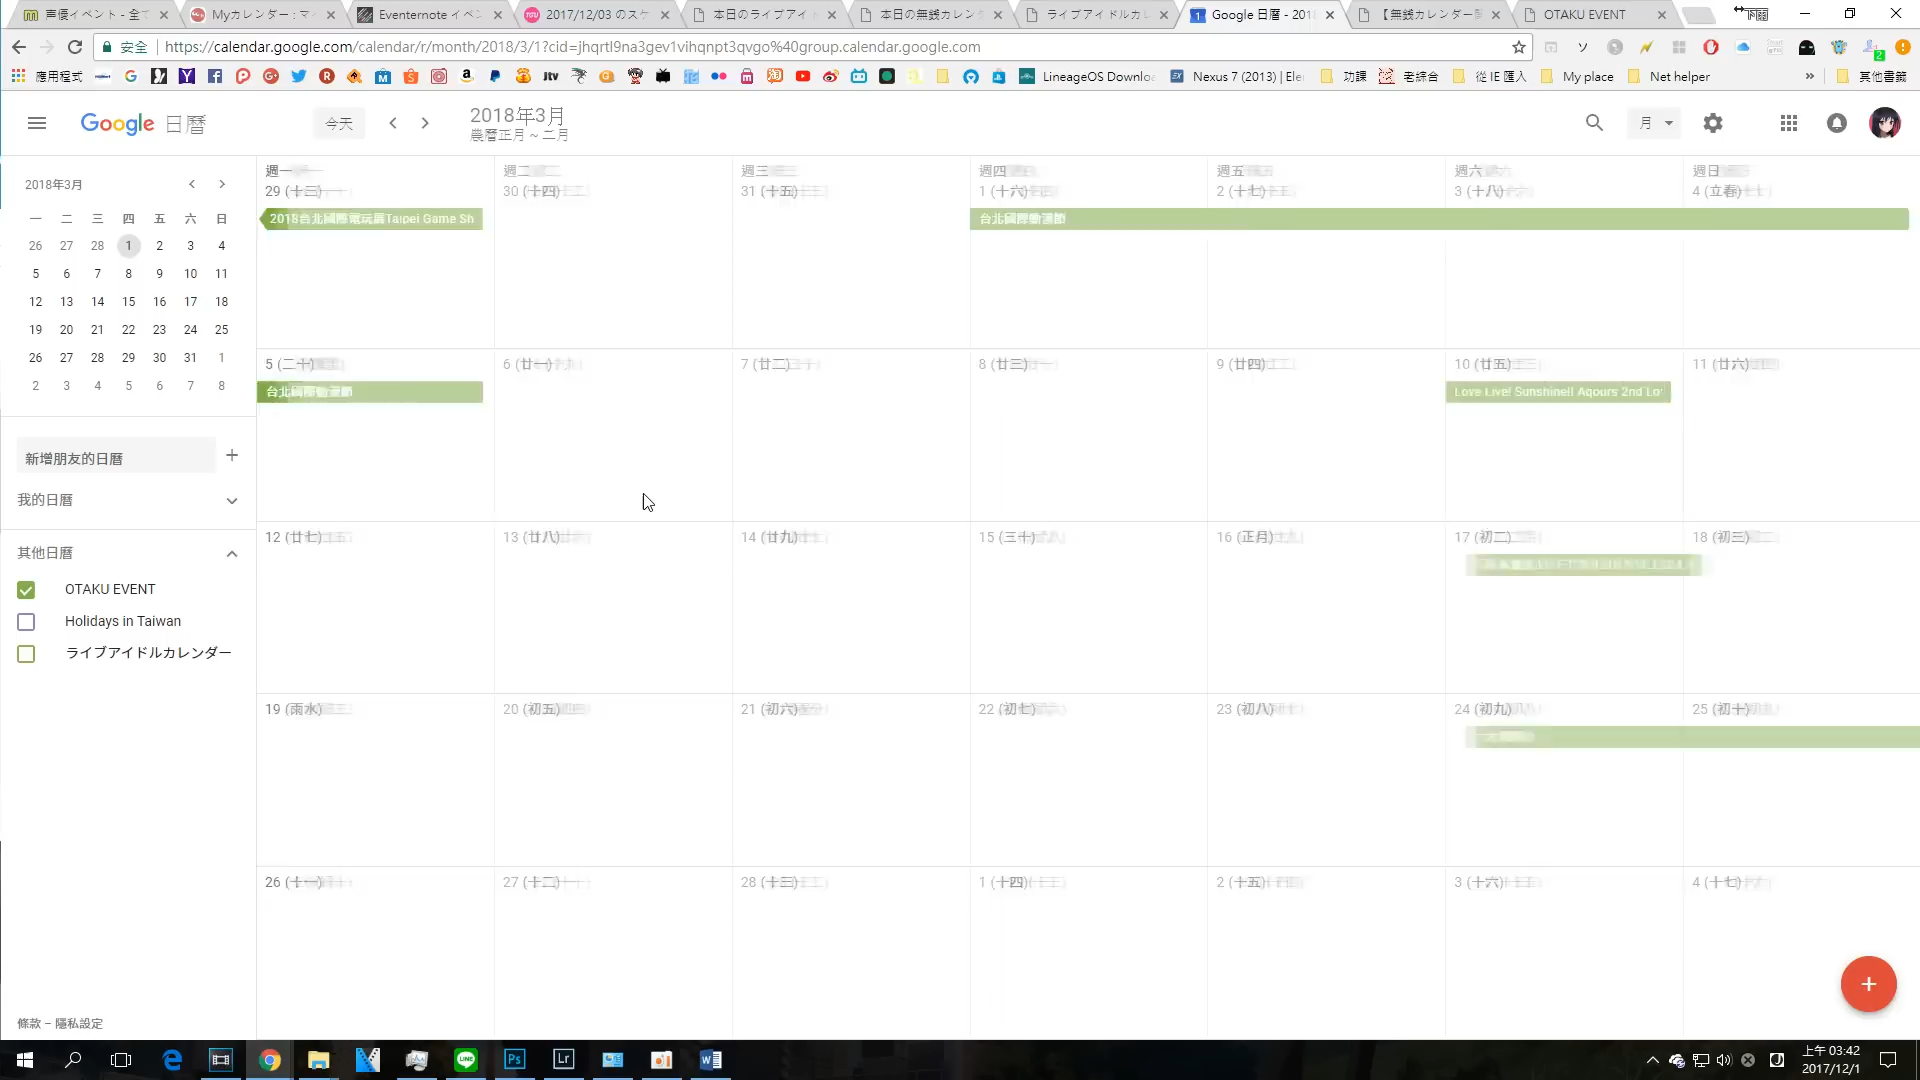 声優イベント - 全て
Myカレンダー : マイ
Eventernote イベン
2017/12/03 のスケ
本日のライブアイド
本日の無銭カレンダ
ライブアイドルカレ
Google 日曆 - 201
【無銭カレンダー
OTAKU EVENT
安全
https://calendar.google.com/calendar/r/month/2018/3/1?cid=jhqrtl9na3gev1vihqnpt3qvgo%40group.calendar.google.com
應用程式
LineageOS Downlo
Nexus 7 (2013) | Ele
功課
老綜合
從 IE 匯入
My place
Net helper
其他書籤
Google 日曆
今天
2018年3月
農曆正月 ~ 二月
月
2018年3月
一 二 三 四 五 六 日
26 27 28 1 2 3 4
5 6 7 8 9 10 11
12 13 14 15 16 17 18
19 20 21 22 23 24 25
26 27 28 29 30 31 1
2 3 4 5 6 7 8
新增朋友的日曆
我的日曆
其他日曆
OTAKU EVENT
Holidays in Taiwan
ライブアイドルカレンダー
條款 – 隱私設定
週一 週二 週三 週四 週五 週六 週日
29 (十三) 30 (十四) 31 (十五) 1 (十六) 2 (十七) 3 (十八) 4 (立春)
2018台北國際電玩展Taipei Game Sh
台北國際動漫節
5 (二十) 6 (廿一) 7 (廿二) 8 (廿三) 9 (廿四) 10 (廿五) 11 (廿六)
台北國際動漫節
Love Live! Sunshine!! Aqours 2nd Lo
12 (廿七) 13 (廿八) 14 (廿九) 15 (三十) 16 (正月) 17 (初二) 18 (初三)
19 (雨水) 20 (初五) 21 (初六) 22 (初七) 23 (初八) 24 (初九) 25 (初十)
26 (十一) 27 (十二) 28 (十三) 1 (十四) 2 (十五) 3 (十六) 4 (十七)
上午 03:42
2017/12/1